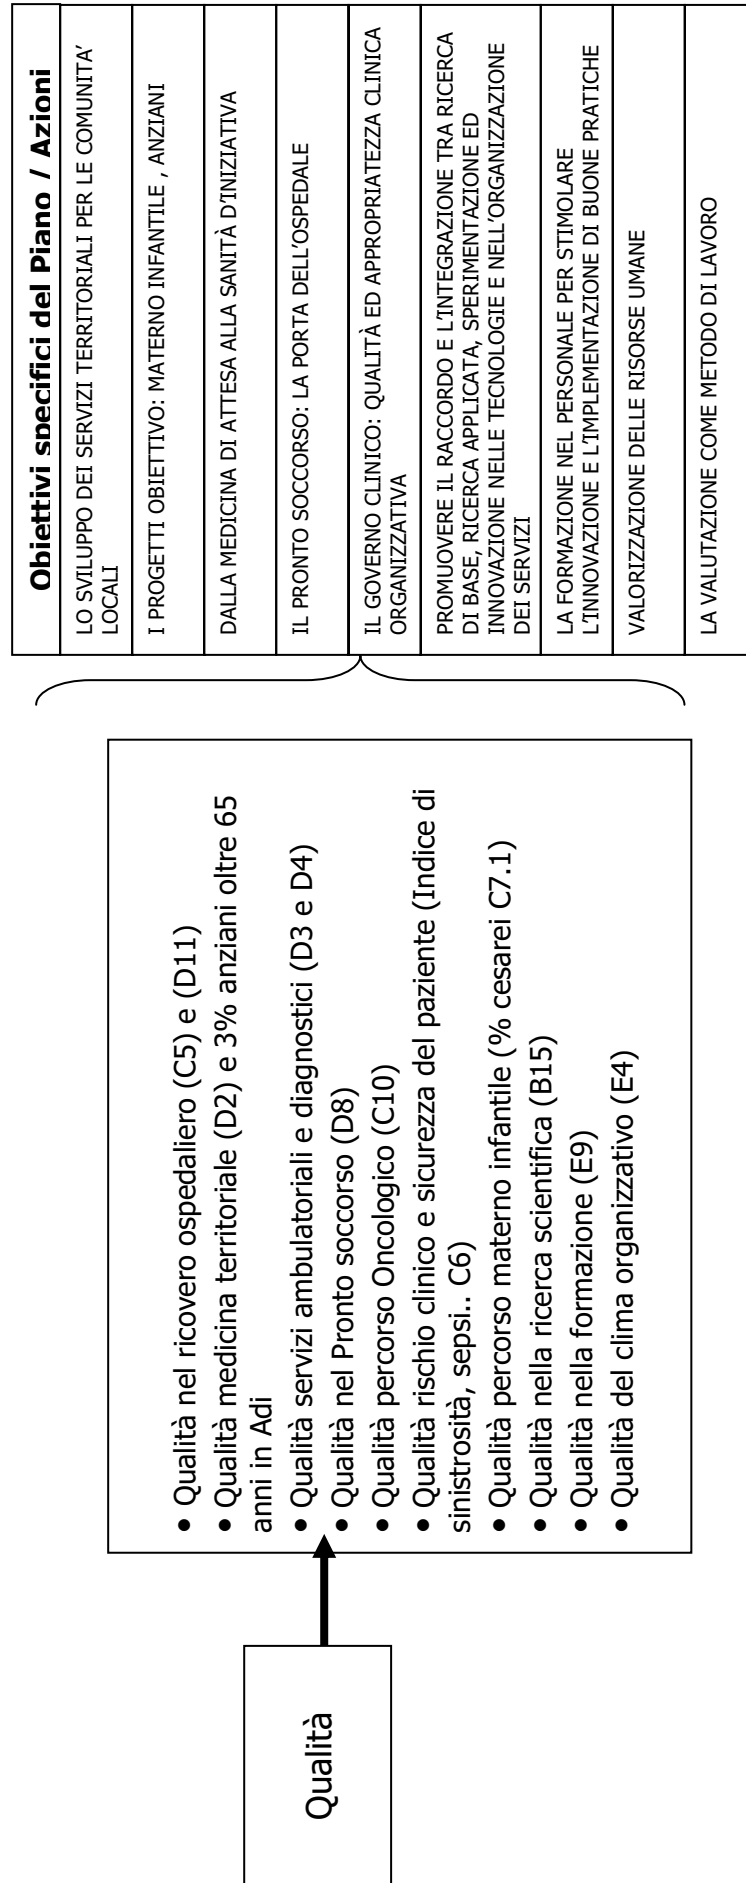 Qualità
• Qualità nel ricovero ospedaliero (C5) e (D11)
• Qualità medicina territoriale (D2) e 3% anziani oltre 65
anni in Adi
• Qualità servizi ambulatoriali e diagnostici (D3 e D4)
• Qualità nel Pronto soccorso (D8)
• Qualità percorso Oncologico (C10)
• Qualità rischio clinico e sicurezza del paziente (Indice di
sinistrosità, sepsi.. C6)
• Qualità percorso materno infantile (% cesarei C7.1)
• Qualità nella ricerca scientifica (B15)
• Qualità nella formazione (E9)
• Qualità del clima organizzativo (E4)
Obiettivi specifici del Piano / Azioni
LO SVILUPPO DEI SERVIZI TERRITORIALI PER LE COMUNITA'
LOCALI
I PROGETTI OBIETTIVO: MATERNO INFANTILE , ANZIANI
DALLA MEDICINA DI ATTESA ALLA SANITÀ D'INIZIATIVA
IL PRONTO SOCCORSO: LA PORTA DELL'OSPEDALE
IL GOVERNO CLINICO: QUALITÀ ED APPROPRIATEZZA CLINICA
ORGANIZZATIVA
PROMUOVERE IL RACCORDO E L'INTEGRAZIONE TRA RICERCA
DI BASE, RICERCA APPLICATA, SPERIMENTAZIONE ED
INNOVAZIONE NELLE TECNOLOGIE E NELL'ORGANIZZAZIONE
DEI SERVIZI
LA FORMAZIONE NEL PERSONALE PER STIMOLARE
L'INNOVAZIONE E L'IMPLEMENTAZIONE DI BUONE PRATICHE
VALORIZZAZIONE DELLE RISORSE UMANE
LA VALUTAZIONE COME METODO DI LAVORO